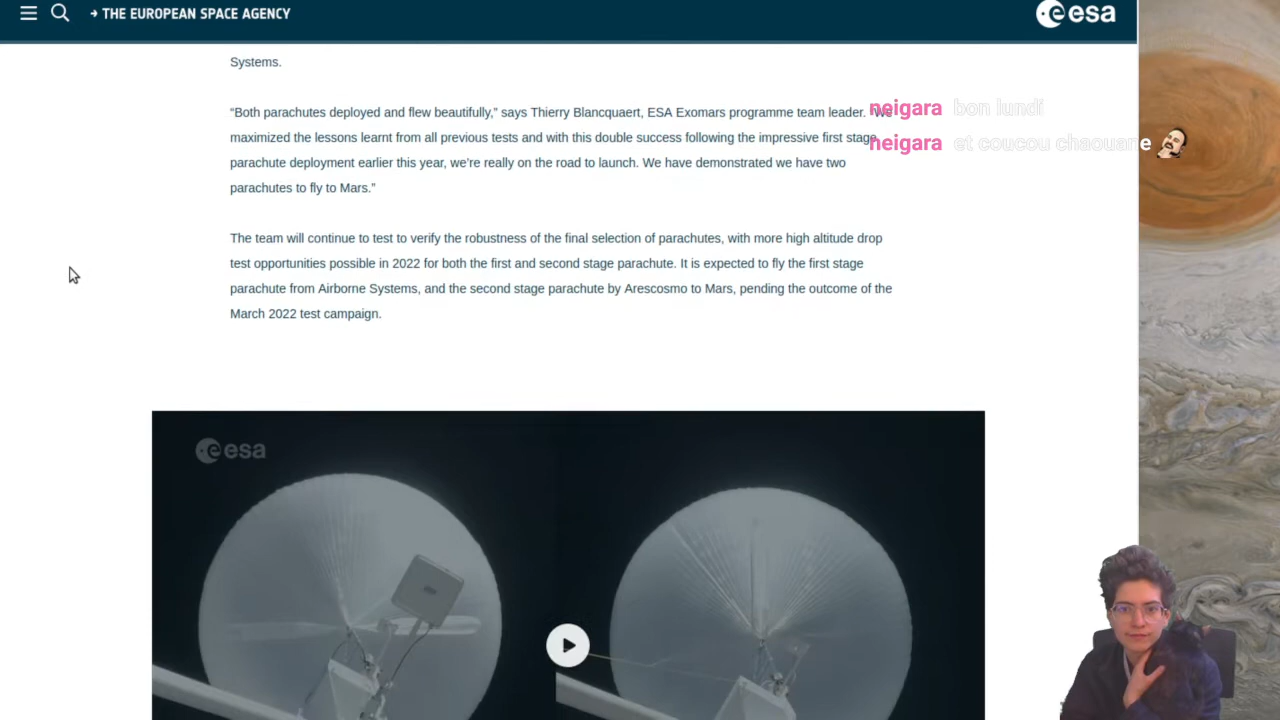 → THE EUROPEAN SPACE AGENCY
esa
Systems.
“Both parachutes deployed and flew beautifully,” says Thierry Blancquaert, ESA Exomars programme team leader. “We
maximized the lessons learnt from all previous tests and with this double success following the impressive first stage
parachute deployment earlier this year, we’re really on the road to launch. We have demonstrated we have two
parachutes to fly to Mars.”
neigara bon lundi
neigara et coucou chaouane
The team will continue to test to verify the robustness of the final selection of parachutes, with more high altitude drop
test opportunities possible in 2022 for both the first and second stage parachute. It is expected to fly the first stage
parachute from Airborne Systems, and the second stage parachute by Arescosmo to Mars, pending the outcome of the
March 2022 test campaign.
esa